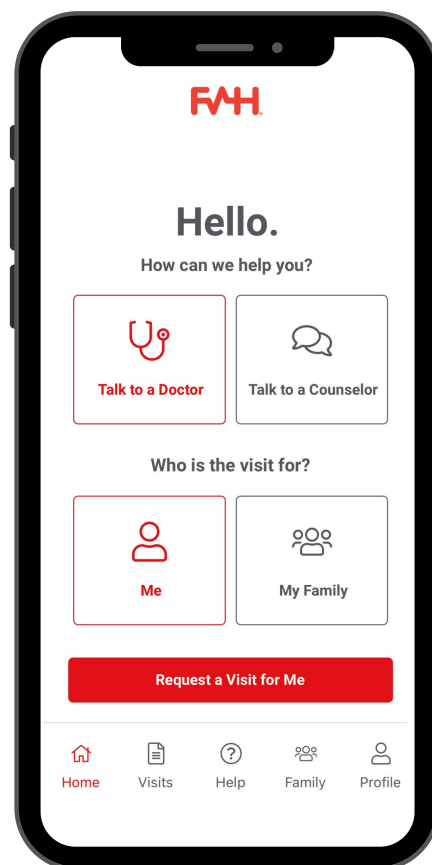 FAH.
Hello.
How can we help you?
Talk to a Doctor
Talk to a Counselor
Who is the visit for?
Me
My Family
Request a Visit for Me
Home
Visits
Help
Family
Profile